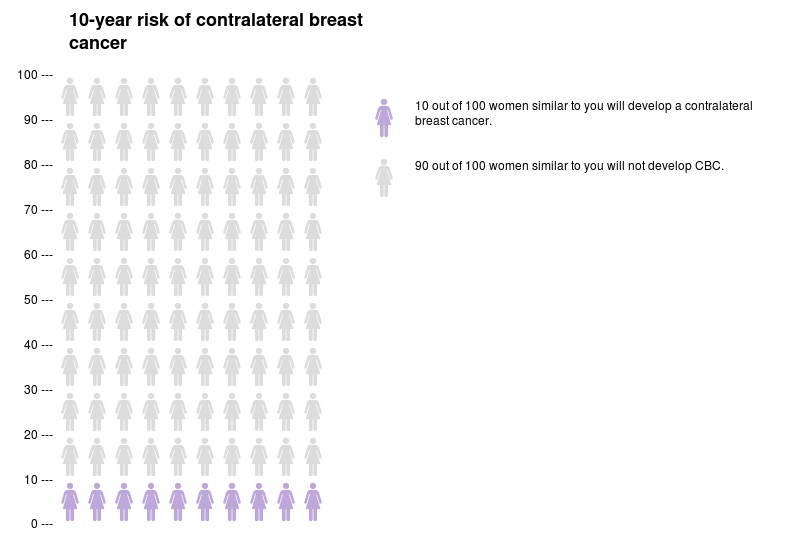 10-year risk of contralateral breast
cancer
100 ---
90 ---
80 ---
70 ---
60 ---
50 ---
40 ---
30 ---
20 ---
10 ---
0 ---
10 out of 100 women similar to you will develop a contralateral
breast cancer.
90 out of 100 women similar to you will not develop CBC.